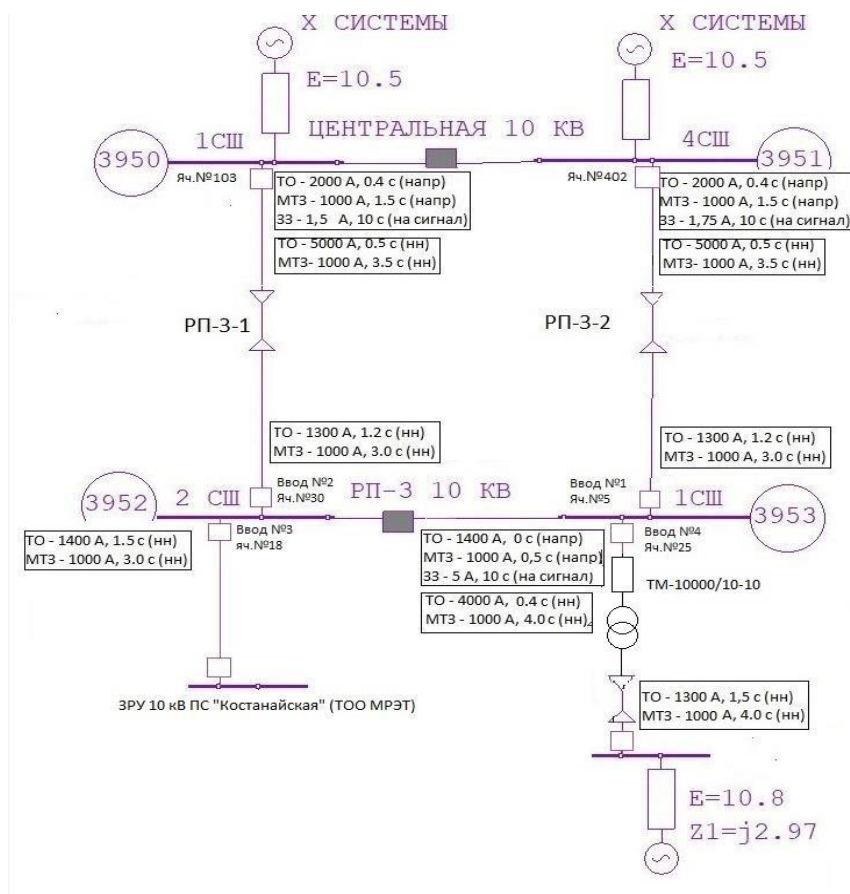 Х СИСТЕМЫ
Х СИСТЕМЫ
E=10.5
E=10.5
1СШ
ЦЕНТРАЛЬНАЯ 10 КВ
4СШ
3950
3951
Яч.№103
Яч.№402
ТО - 2000 А, 0.4 с (напр)
МТЗ - 1000 А, 1.5 с (напр)
ЗЗ - 1,5 А, 10 с (на сигнал)
ТО - 2000 А, 0.4 с (напр)
МТЗ - 1000 А, 1.5 с (напр)
ЗЗ - 1,75 А, 10 с (на сигнал)
ТО - 5000 А, 0.5 с (нн)
МТЗ- 1000 А, 3.5 с (нн)
ТО - 5000 А, 0.5 с (нн)
МТЗ- 1000 А, 3.5 с (нн)
РП-3-1
РП-3-2
ТО - 1300 А, 1.2 с (нн)
МТЗ - 1000 А, 3.0 с (нн)
ТО - 1300 А, 1.2 с (нн)
МТЗ - 1000 А, 3.0 с (нн)
3952
2 СШ
Ввод №2
Яч.№30
РП-3 10 КВ
Ввод №1
Яч.№5
1СШ
3953
ТО - 1400 А, 1.5 с (нн)
МТЗ - 1000 А, 3.0 с (нн)
Ввод №3
яч.№18
ТО - 1400 А, 0 с (напр)
МТЗ - 1000 А, 0,5 с (напр)
ЗЗ - 5 А, 10 с (на сигнал)
Ввод №4
Яч.№25
ТО - 4000 А, 0.4 с (нн)
МТЗ - 1000 А, 4.0 с (нн)
ТМ-10000/10-10
ЗРУ 10 кВ ПС "Костанайская" (ТОО МРЭТ)
ТО - 1300 А, 1,5 с (нн)
МТЗ - 1000 А, 4.0 с (нн)
E=10.8
Z1=j2.97